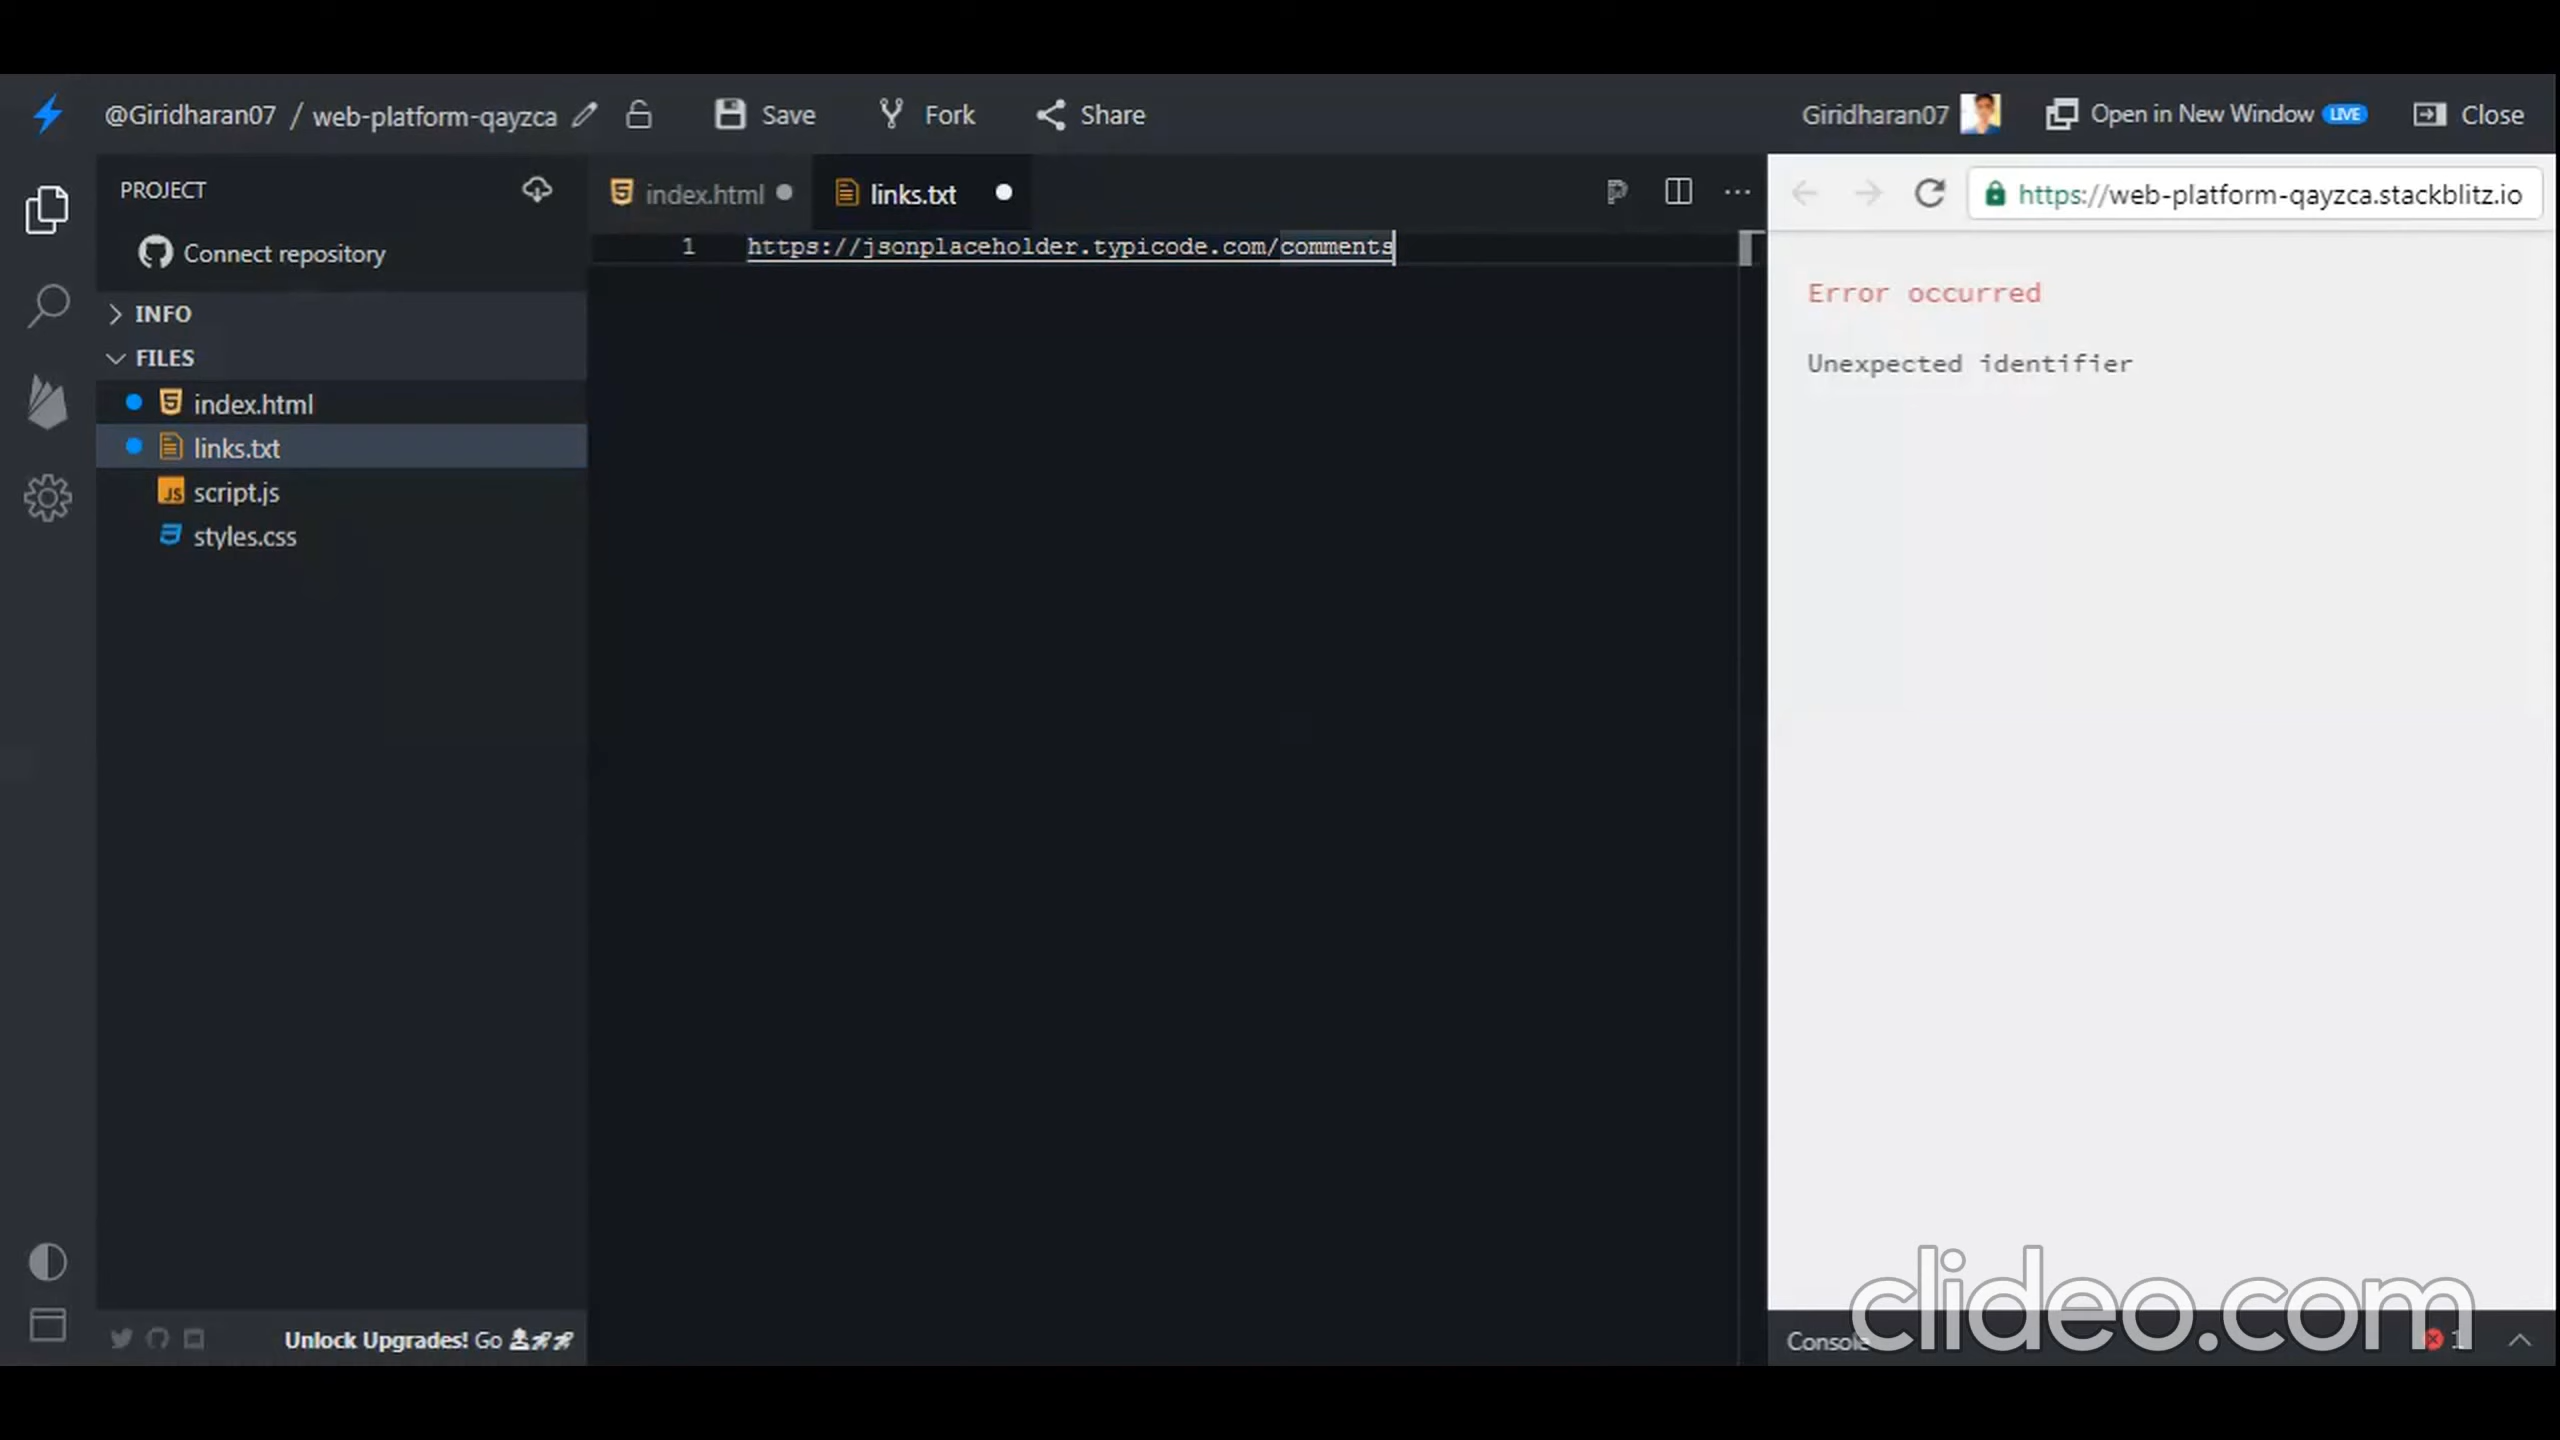 @Giridharan07 / web-platform-qayzca
Save
Fork
Share
Giridharan07
Open in New Window LIVE
Close
PROJECT
Connect repository
INFO
FILES
index.html
links.txt
script.js
styles.css
Unlock Upgrades! Go
index.html
links.txt
1 https://jsonplaceholder.typicode.com/comments
https://web-platform-qayzca.stackblitz.io
Error occurred
Unexpected identifier
Console
1
clideo.com